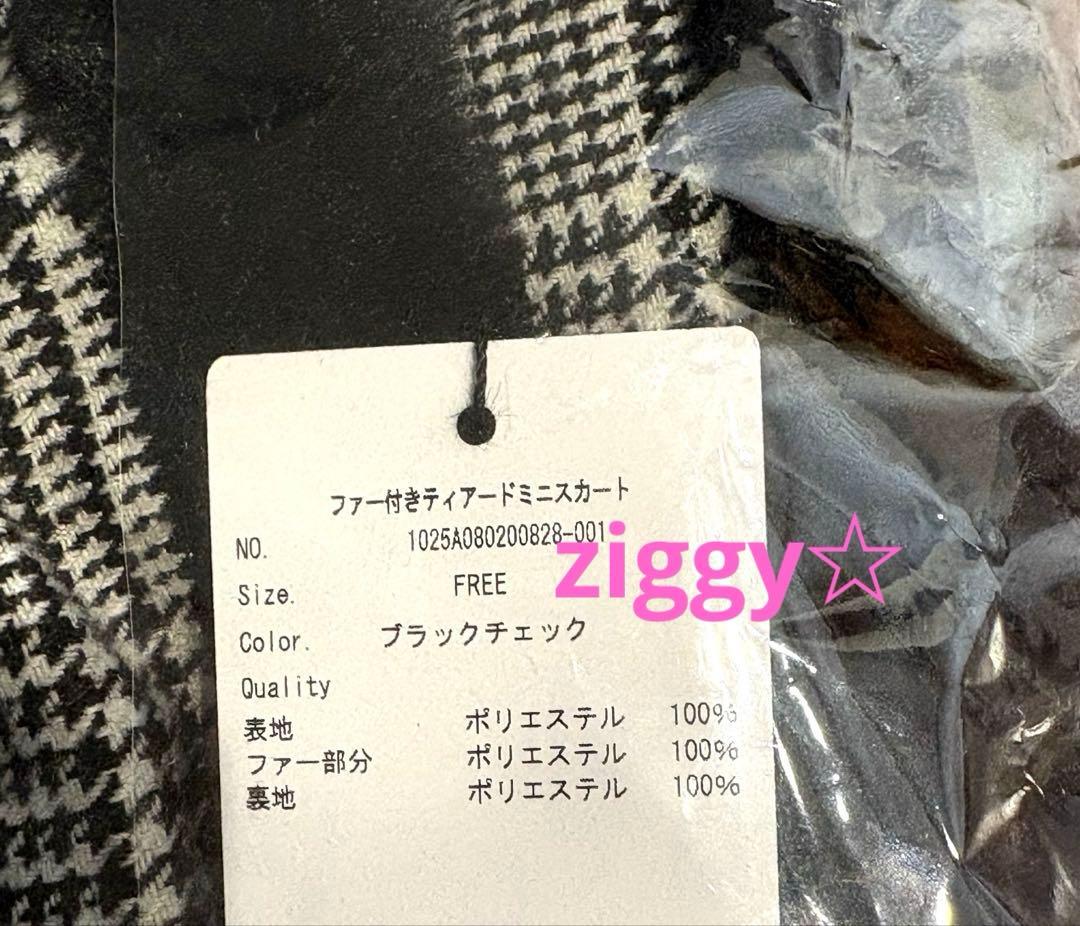 ファー付きティアードミニスカート
NO. 1025A080200828-001
Size. FREE
ziggy☆
Color. ブラックチェック
Quality
表地 ポリエステル 100%
ファー部分 ポリエステル 100%
裏地 ポリエステル 100%